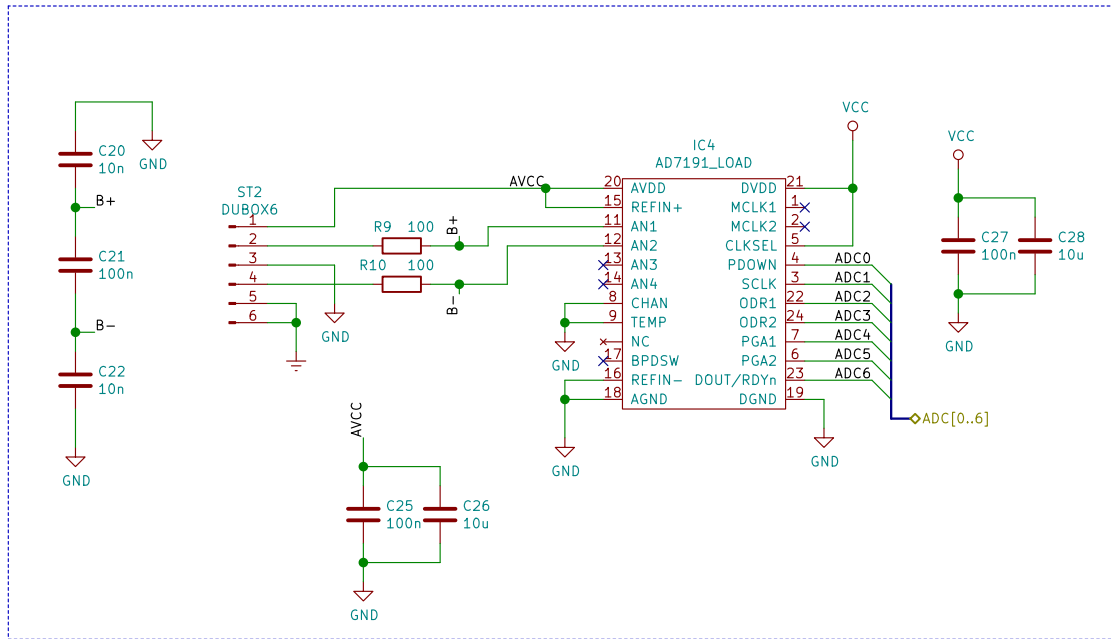 C20
10n
GND
B+
C21
100n
B-
C22
10n
GND
ST2
DUBOX6
1
2
3
4
5
6
R9 100
R10 100
B+
B-
GND
AVCC
C25
100n
C26
10u
GND
AVCC
IC4
AD7191_LOAD
20 AVDD DVDD 21
15 REFIN+ MCLK1 1
11 AN1 MCLK2 2
12 AN2 CLKSEL 5
13 AN3 PDOWN 4 ADC0
14 AN4 SCLK 3 ADC1
8 CHAN ODR1 22 ADC2
9 TEMP ODR2 24 ADC3
NC PGA1 7 ADC4
17 BPDSW PGA2 6 ADC5
16 REFIN- DOUT/RDYn 23 ADC6
18 AGND DGND 19
GND
GND
GND
ADC[0..6]
VCC
VCC
C27
100n
C28
10u
GND